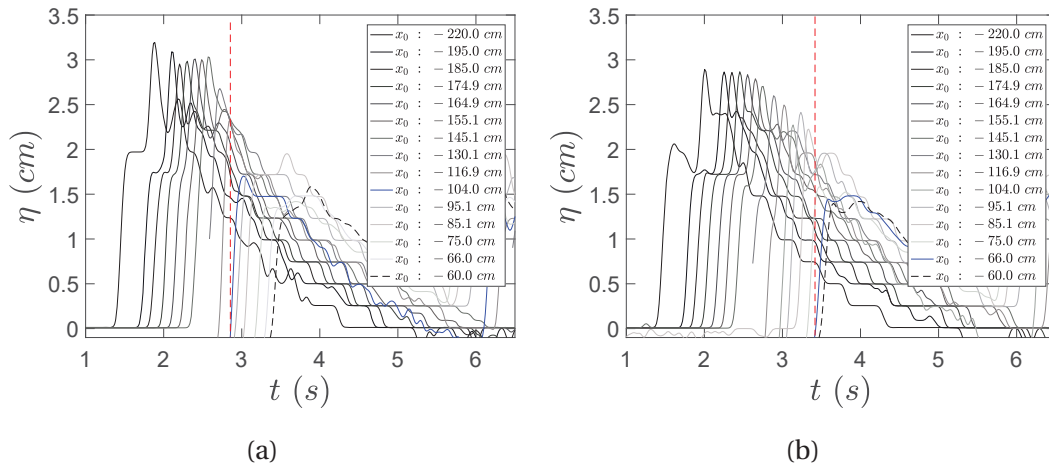 3.5
3
2.5
2
1.5
1
0.5
0
η (cm)
1 2 3 4 5 6
t (s)
x₀ : − 220.0 cm
x₀ : − 195.0 cm
x₀ : − 185.0 cm
x₀ : − 174.9 cm
x₀ : − 164.9 cm
x₀ : − 155.1 cm
x₀ : − 145.1 cm
x₀ : − 130.1 cm
x₀ : − 116.9 cm
x₀ : − 104.0 cm
x₀ : − 95.1 cm
x₀ : − 85.1 cm
x₀ : − 75.0 cm
x₀ : − 66.0 cm
x₀ : − 60.0 cm
(a)
3.5
3
2.5
2
1.5
1
0.5
0
η (cm)
1 2 3 4 5 6
t (s)
x₀ : − 220.0 cm
x₀ : − 195.0 cm
x₀ : − 185.0 cm
x₀ : − 174.9 cm
x₀ : − 164.9 cm
x₀ : − 155.1 cm
x₀ : − 145.1 cm
x₀ : − 130.1 cm
x₀ : − 116.9 cm
x₀ : − 104.0 cm
x₀ : − 95.1 cm
x₀ : − 85.1 cm
x₀ : − 75.0 cm
x₀ : − 66.0 cm
x₀ : − 60.0 cm
(b)